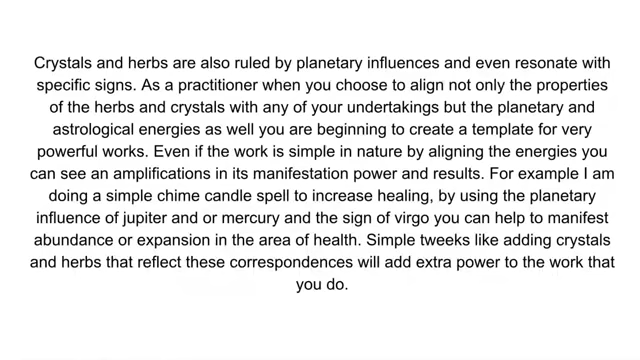 Crystals and herbs are also ruled by planetary influences and even resonate with
specific signs. As a practitioner when you choose to align not only the properties
of the herbs and crystals with any of your undertakings but the planetary and
astrological energies as well you are beginning to create a template for very
powerful works. Even if the work is simple in nature by aligning the energies you
can see an amplifications in its manifestation power and results. For example I am
doing a simple chime candle spell to increase healing, by using the planetary
influence of jupiter and or mercury and the sign of virgo you can help to manifest
abundance or expansion in the area of health. Simple tweeks like adding crystals
and herbs that reflect these correspondences will add extra power to the work that
you do.